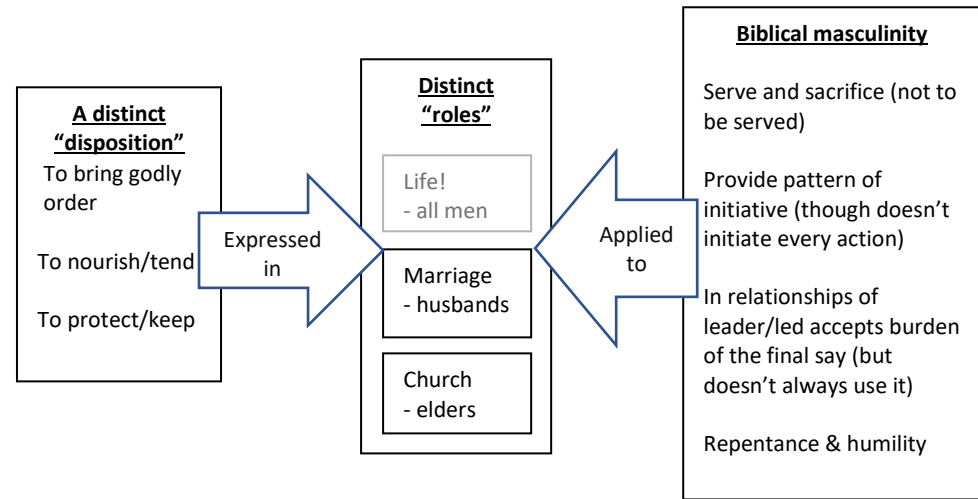 A distinct
“disposition”
To bring godly
order
To nourish/tend
To protect/keep
Expressed
in
Distinct
“roles”
Life!
- all men
Marriage
- husbands
Church
- elders
Applied
to
Biblical masculinity
Serve and sacrifice (not to
be served)
Provide pattern of
initiative (though doesn’t
initiate every action)
In relationships of
leader/led accepts burden
of the final say (but
doesn’t always use it)
Repentance & humility